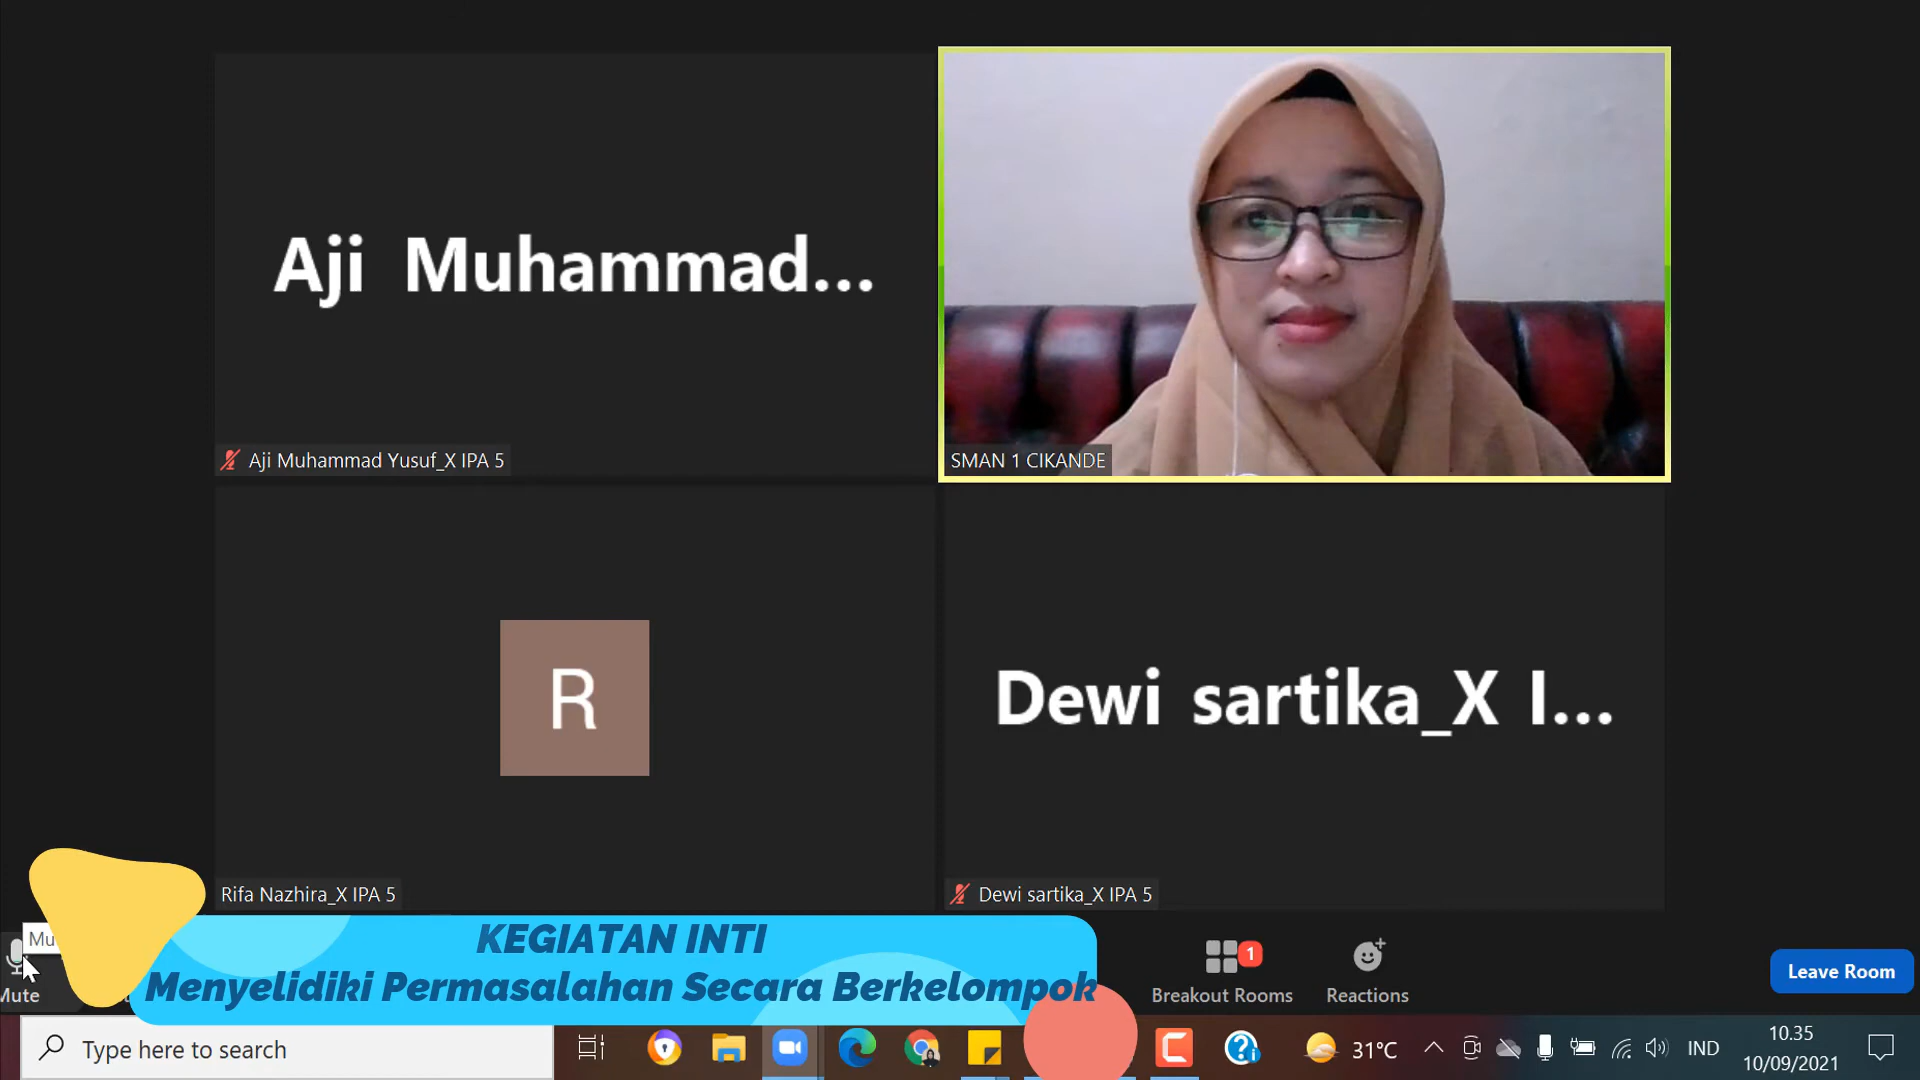 Aji Muhammad...
Aji Muhammad Yusuf_X IPA 5
SMAN 1 CIKANDE
R
Rifa Nazhira_X IPA 5
Dewi sartika_X I...
Dewi sartika_X IPA 5
Mu
Mute
KEGIATAN INTI
Menyelidiki Permasalahan Secara Berkelompok
1
Breakout Rooms
Reactions
Leave Room
Type here to search
31°C
IND
10.35
10/09/2021